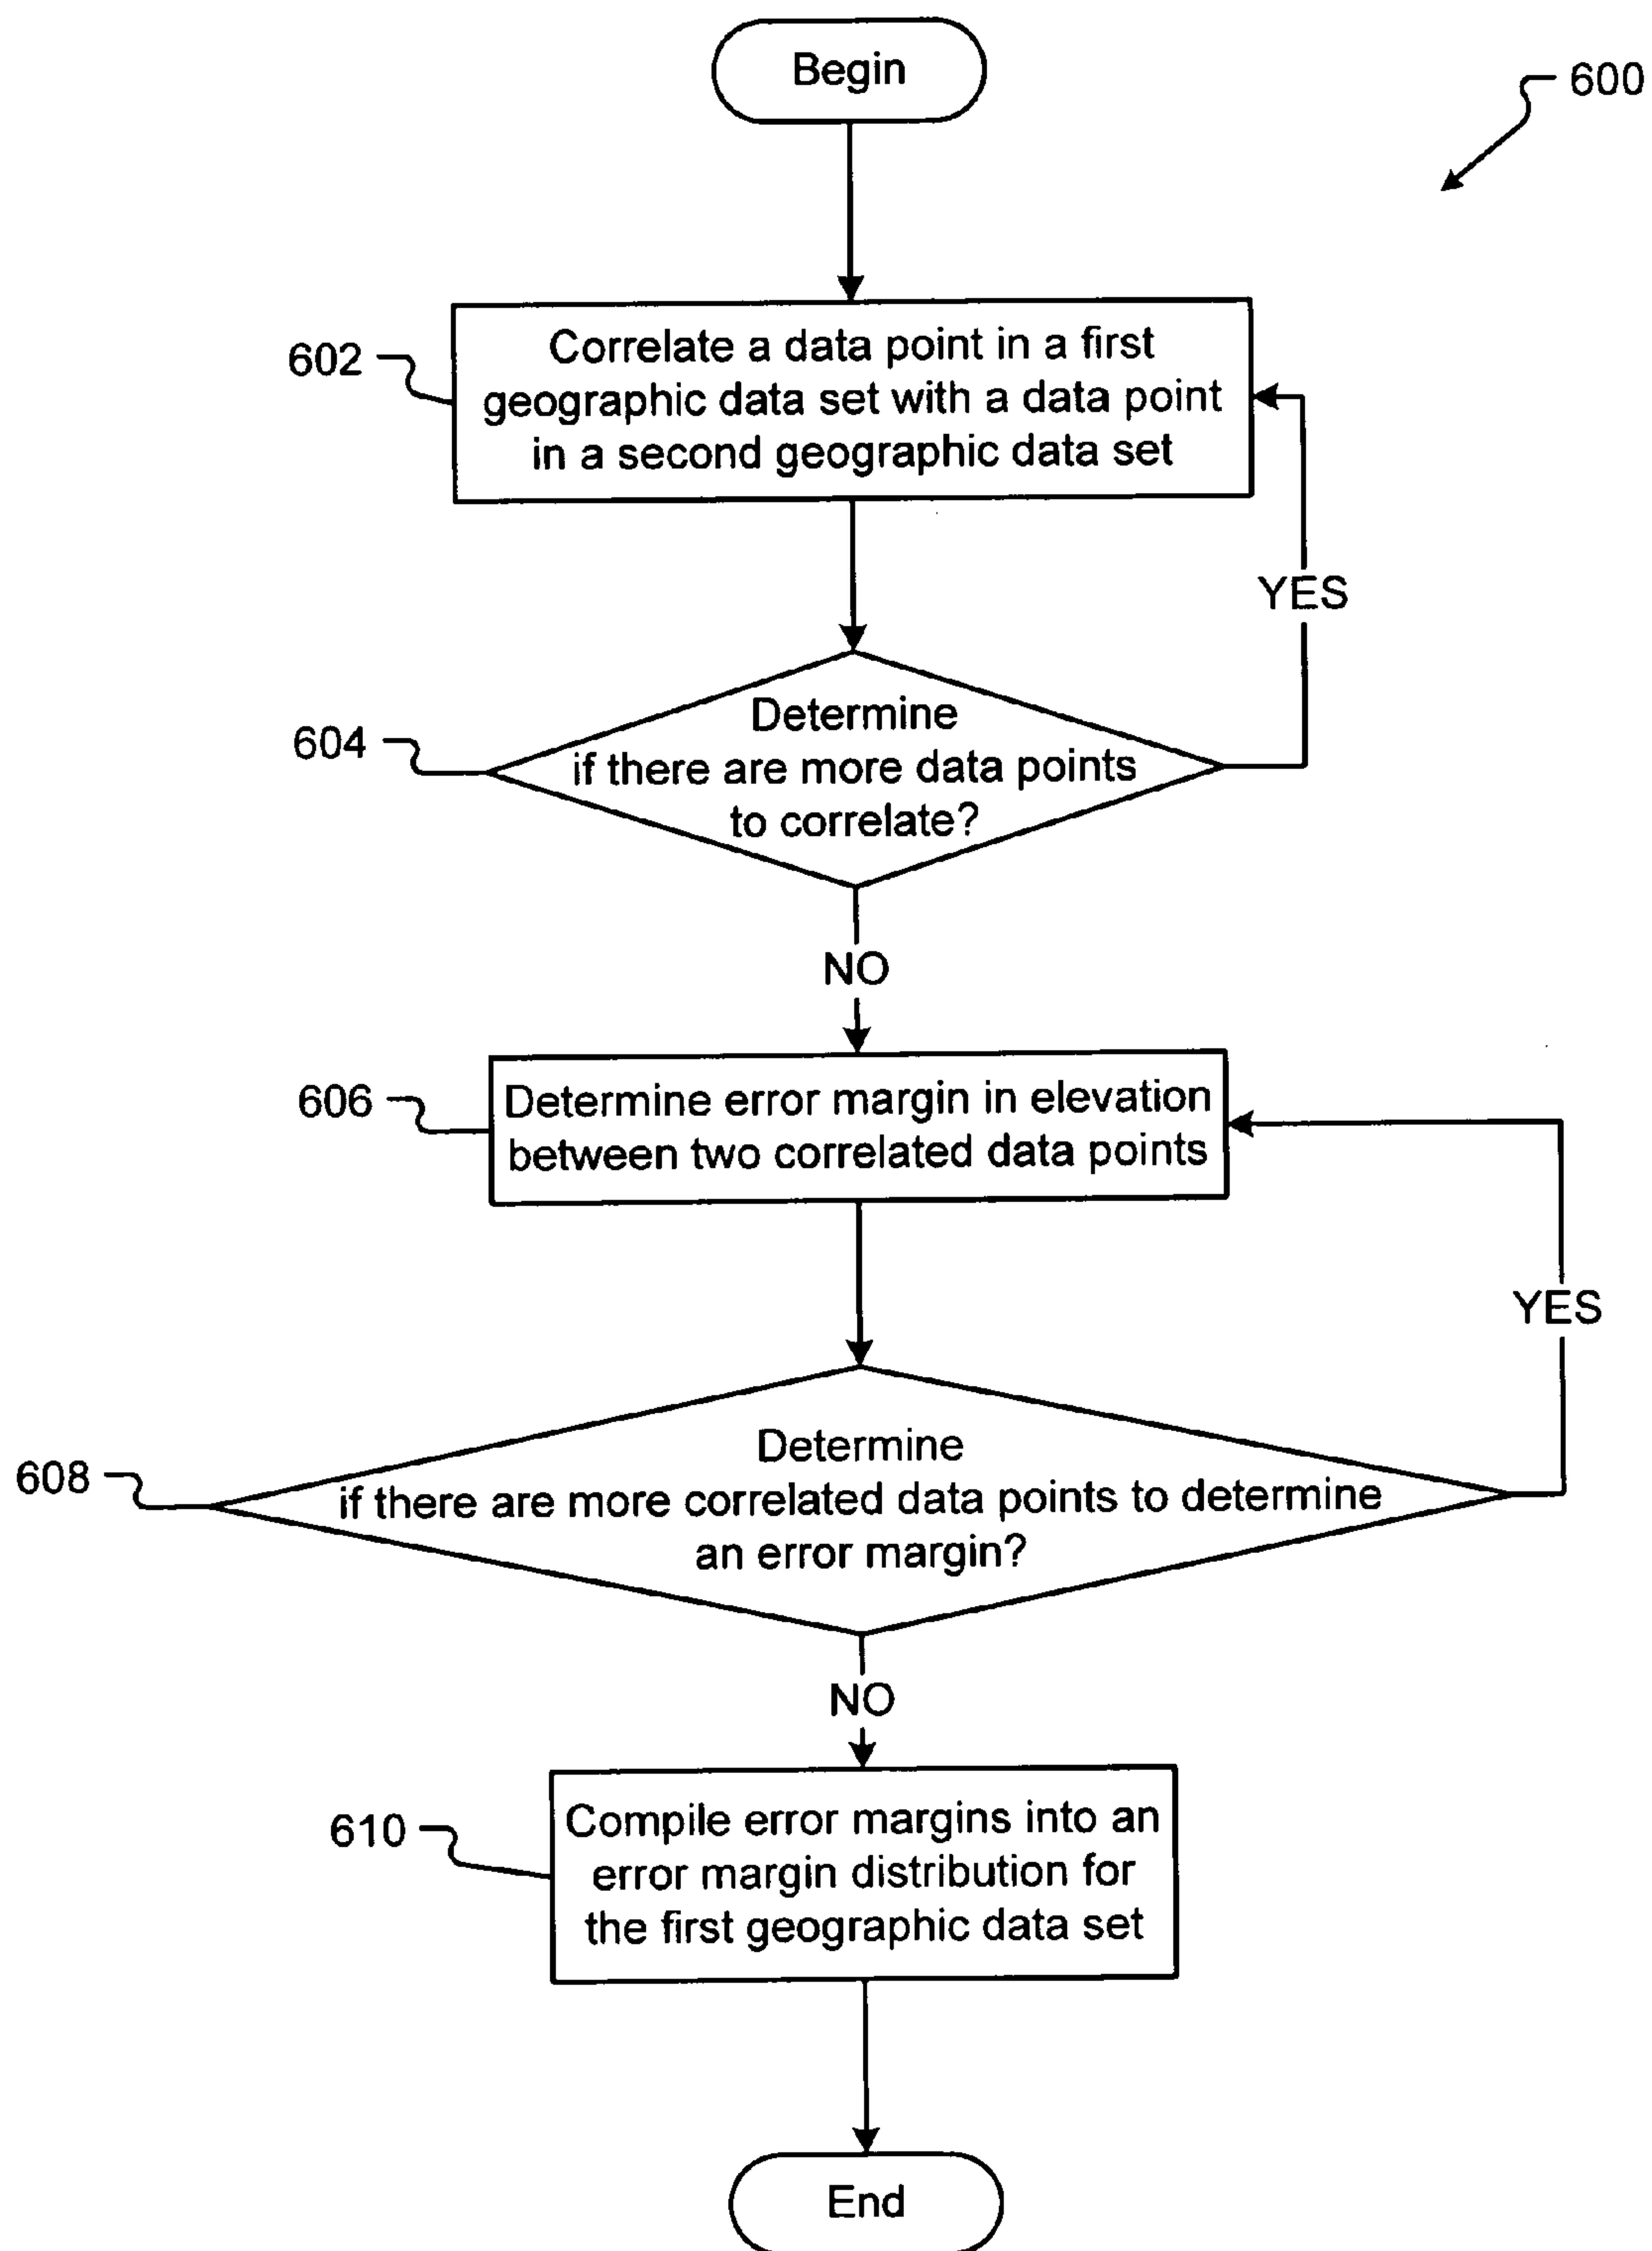 Begin
600
602
Correlate a data point in a first
geographic data set with a data point
in a second geographic data set
YES
604
Determine
if there are more data points
to correlate?
NO
606
Determine error margin in elevation
between two correlated data points
YES
608
Determine
if there are more correlated data points to determine
an error margin?
NO
610
Compile error margins into an
error margin distribution for
the first geographic data set
End